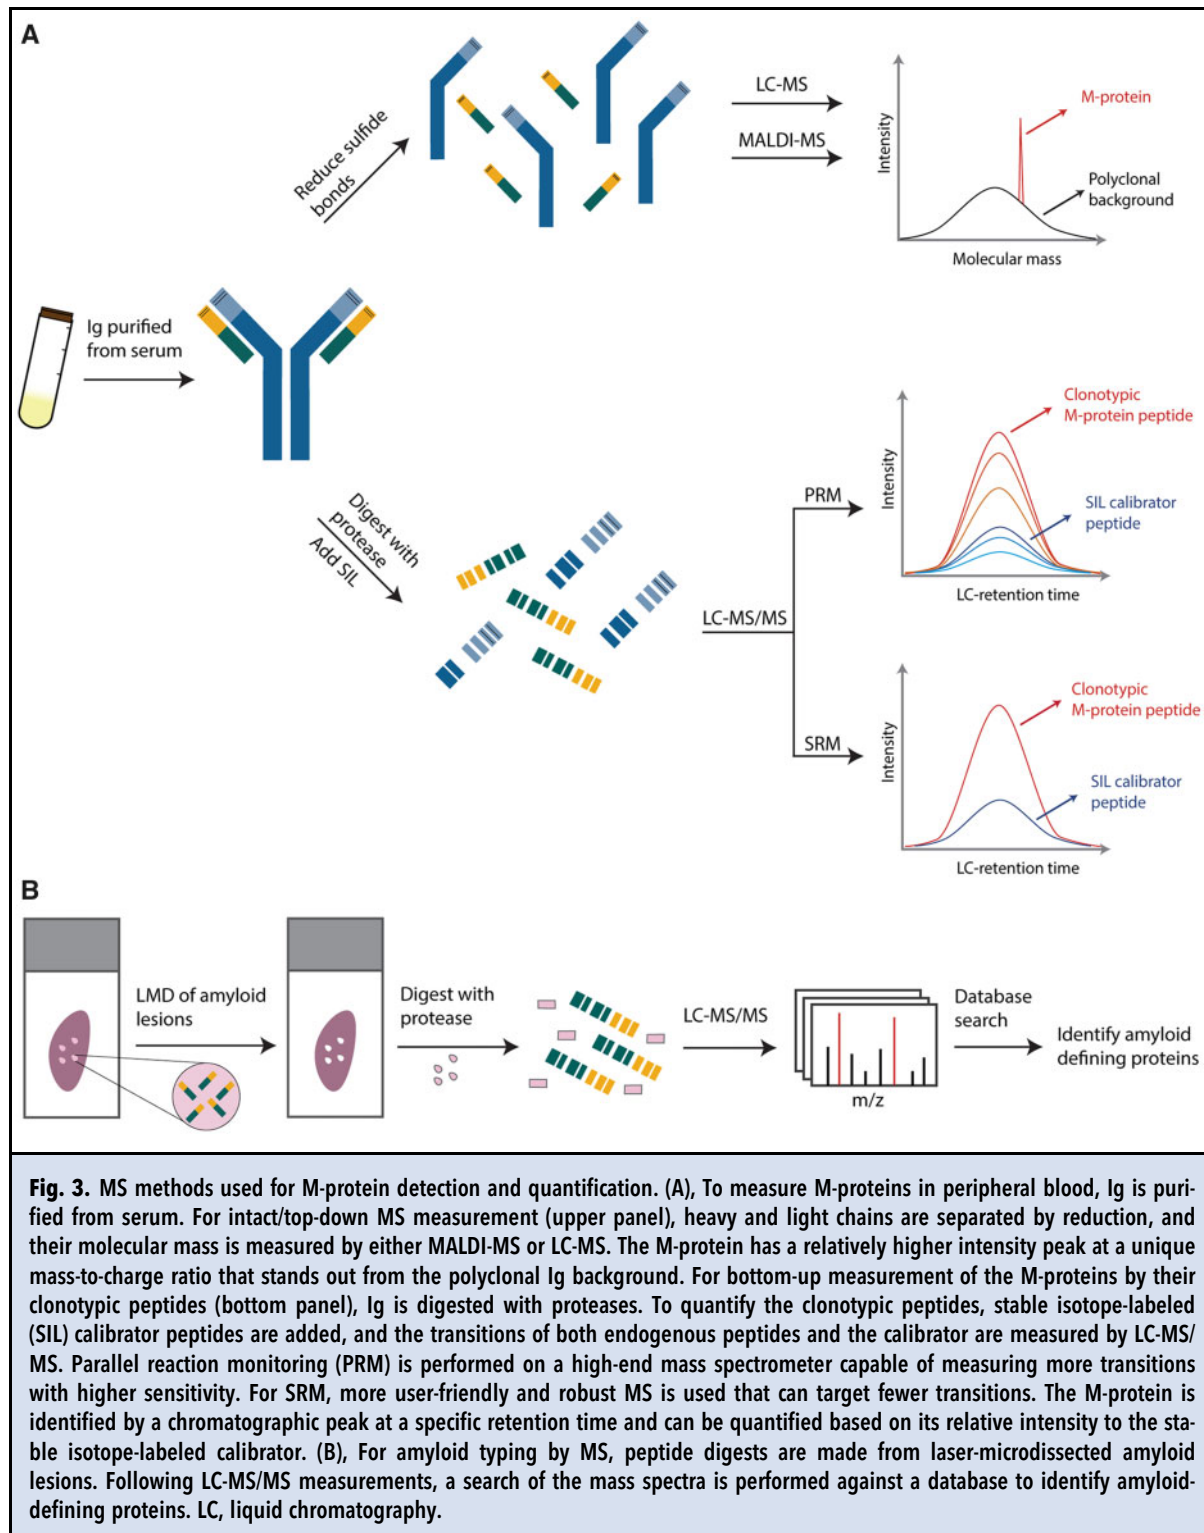 A
Reduce sulfide
bonds
LC-MS
MALDI-MS
Intensity
M-protein
Polyclonal
background
Molecular mass
Ig purified
from serum
Digest with
protease
Add SIL
LC-MS/MS
PRM
Intensity
Clonotypic
M-protein peptide
SIL calibrator
peptide
LC-retention time
SRM
Intensity
Clonotypic
M-protein peptide
SIL calibrator
peptide
LC-retention time
B
LMD of amyloid
lesions
Digest with
protease
LC-MS/MS
m/z
Database
search
Identify amyloid
defining proteins
Fig. 3. MS methods used for M-protein detection and quantification. (A), To measure M-proteins in peripheral blood, Ig is puri-
fied from serum. For intact/top-down MS measurement (upper panel), heavy and light chains are separated by reduction, and
their molecular mass is measured by either MALDI-MS or LC-MS. The M-protein has a relatively higher intensity peak at a unique
mass-to-charge ratio that stands out from the polyclonal Ig background. For bottom-up measurement of the M-proteins by their
clonotypic peptides (bottom panel), Ig is digested with proteases. To quantify the clonotypic peptides, stable isotope-labeled
(SIL) calibrator peptides are added, and the transitions of both endogenous peptides and the calibrator are measured by LC-MS/
MS. Parallel reaction monitoring (PRM) is performed on a high-end mass spectrometer capable of measuring more transitions
with higher sensitivity. For SRM, more user-friendly and robust MS is used that can target fewer transitions. The M-protein is
identified by a chromatographic peak at a specific retention time and can be quantified based on its relative intensity to the sta-
ble isotope-labeled calibrator. (B), For amyloid typing by MS, peptide digests are made from laser-microdissected amyloid
lesions. Following LC-MS/MS measurements, a search of the mass spectra is performed against a database to identify amyloid-
defining proteins. LC, liquid chromatography.